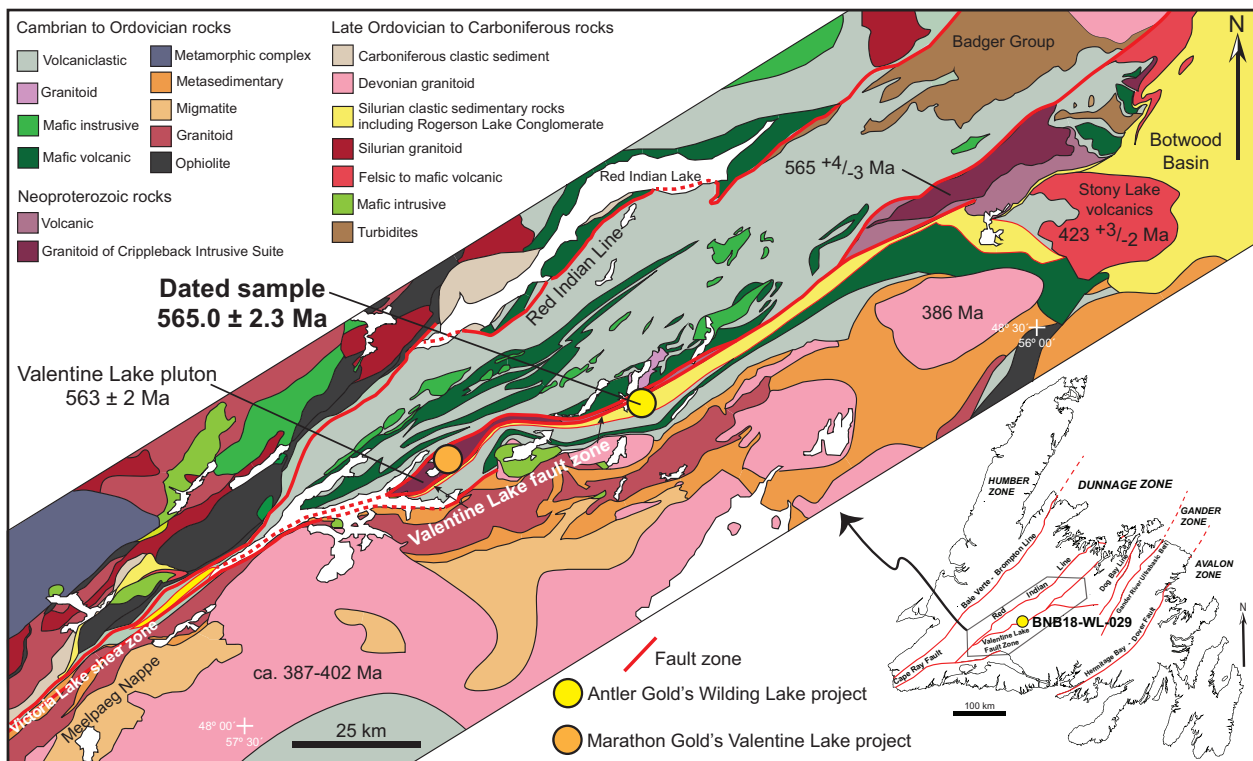 Cambrian to Ordovician rocks
Volcaniclastic
Granitoid
Mafic instrusive
Mafic volcanic
Metamorphic complex
Metasedimentary
Migmatite
Granitoid
Ophiolite
Neoproterozoic rocks
Volcanic
Granitoid of Crippleback Intrusive Suite
Late Ordovician to Carboniferous rocks
Carboniferous clastic sediment
Devonian granitoid
Silurian clastic sedimentary rocks
including Rogerson Lake Conglomerate
Silurian granitoid
Felsic to mafic volcanic
Mafic intrusive
Turbidites
Badger Group
N
Botwood
Basin
565 +4/-3 Ma
Red Indian Lake
Stony Lake
volcanics
423 +3/-2 Ma
Red Indian Line
Dated sample
565.0 ± 2.3 Ma
386 Ma
48º 30´
56º 00´
Valentine Lake pluton
563 ± 2 Ma
Valentine Lake fault zone
Victoria Lake shea zone
Meelpaeg Nappe
ca. 387-402 Ma
48º 00´
57º 30´
25 km
Fault zone
Antler Gold's Wilding Lake project
Marathon Gold's Valentine Lake project
HUMBER
ZONE
DUNNAGE ZONE
GANDER
ZONE
AVALON
ZONE
Baie Verte - Brompton Line
Red Indian Line
Dog Bay Line
Gander River Ultrabasic Belt
BNB18-WL-029
Valentine Lake
Fault Zone
Cape Ray Fault
Hermitage Bay - Dover Fault
N
100 km